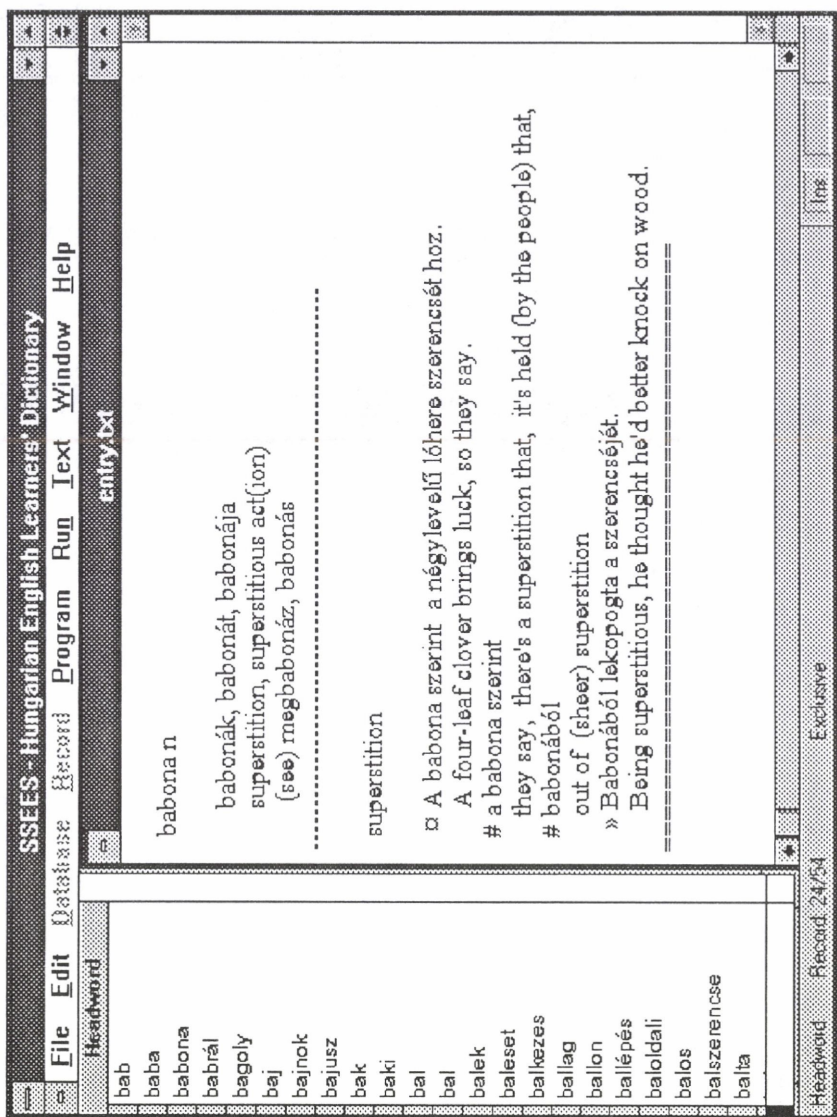 SSEES - Hungarian English Learners' Dictionary
File Edit Database Record Program Run Text Window Help
Headword
bab
baba
babona
babrál
bagoly
baj
bajnok
bajusz
bak
baki
bal
bal
balek
baleset
balkezes
ballag
ballon
ballépés
baloldali
balos
balszerencse
balta
entry.txt
babona n
babonák, babonát, babonája
superstition, superstitious act(ion)
(see) megbabonáz, babonás
------------------------------------------------------------
superstition
¤ A babona szerint a négylevelű lóhere szerencsét hoz.
A four-leaf clover brings luck, so they say.
# a babona szerint
they say, there's a superstition that, it's held (by the people) that,
# babonából
out of (sheer) superstition
» Babonából lekopogta a szerencséjét.
Being superstitious, he thought he'd better knock on wood.
============================================================
Headword Record: 24/54 Exclusive Ins